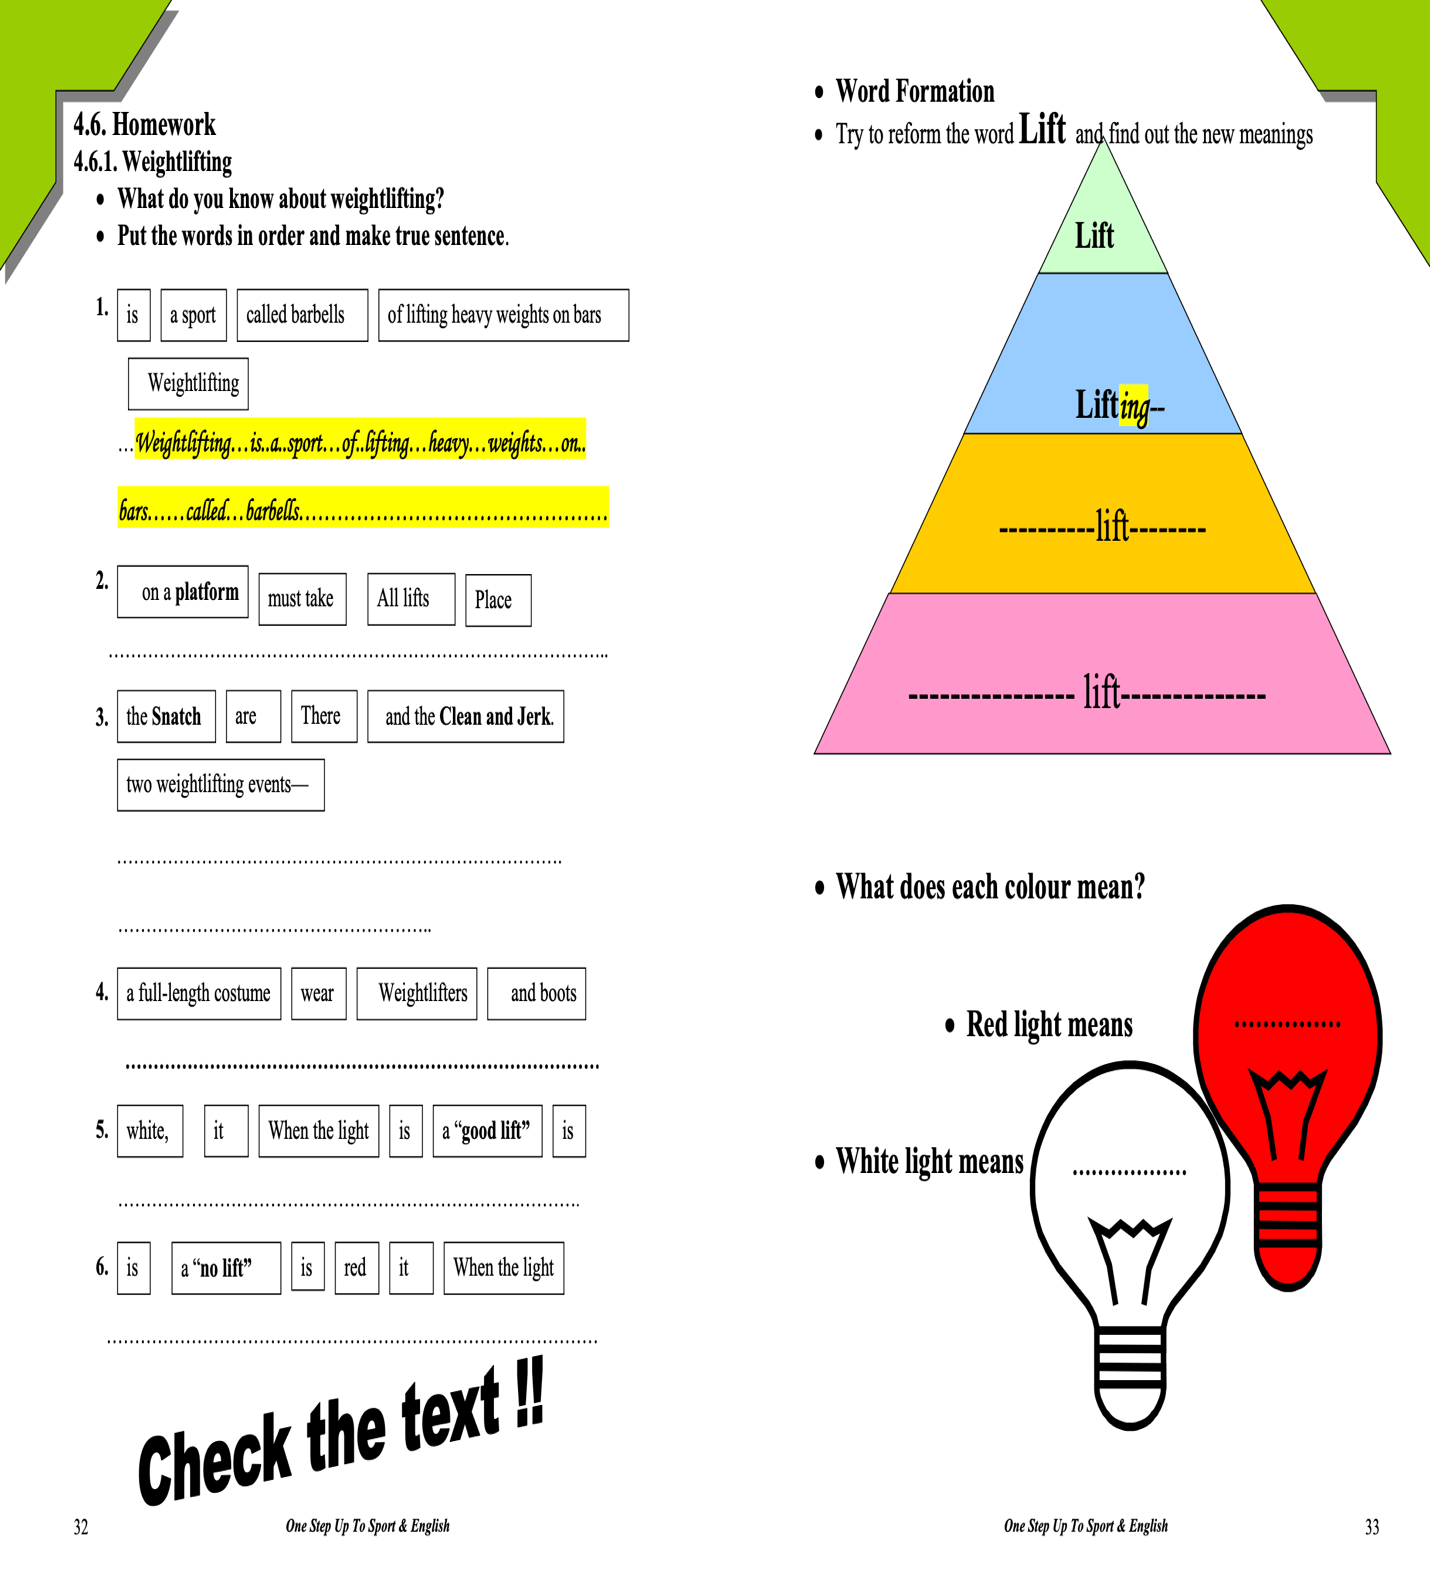 4.6. Homework
4.6.1. Weightlifting
• What do you know about weightlifting?
• Put the words in order and make true sentence.
1. is a sport called barbells of lifting heavy weights on bars
Weightlifting
…Weightlifting…is..a..sport…of..lifting…heavy…weights…on..
bars……called…barbells……………………………………………
2. on a platform must take All lifts Place
………………………………………………………………………………...
3. the Snatch are There and the Clean and Jerk.
two weightlifting events—
…………………………………………………………………….
………………………………………………..
4. a full-length costume wear Weightlifters and boots
…………………………………………………………………………
5. white, it When the light is a “good lift” is
……………………………………………………………………….
6. is a “no lift” is red it When the light
……………………………………………………………………………
Check the text !!
32 One Step Up To Sport & English
• Word Formation
• Try to reform the word Lift and find out the new meanings
Lift
Lifting--
----------lift--------
---------------- lift--------------
• What does each colour mean?
• Red light means ...............
• White light means ..................
One Step Up To Sport & English 33